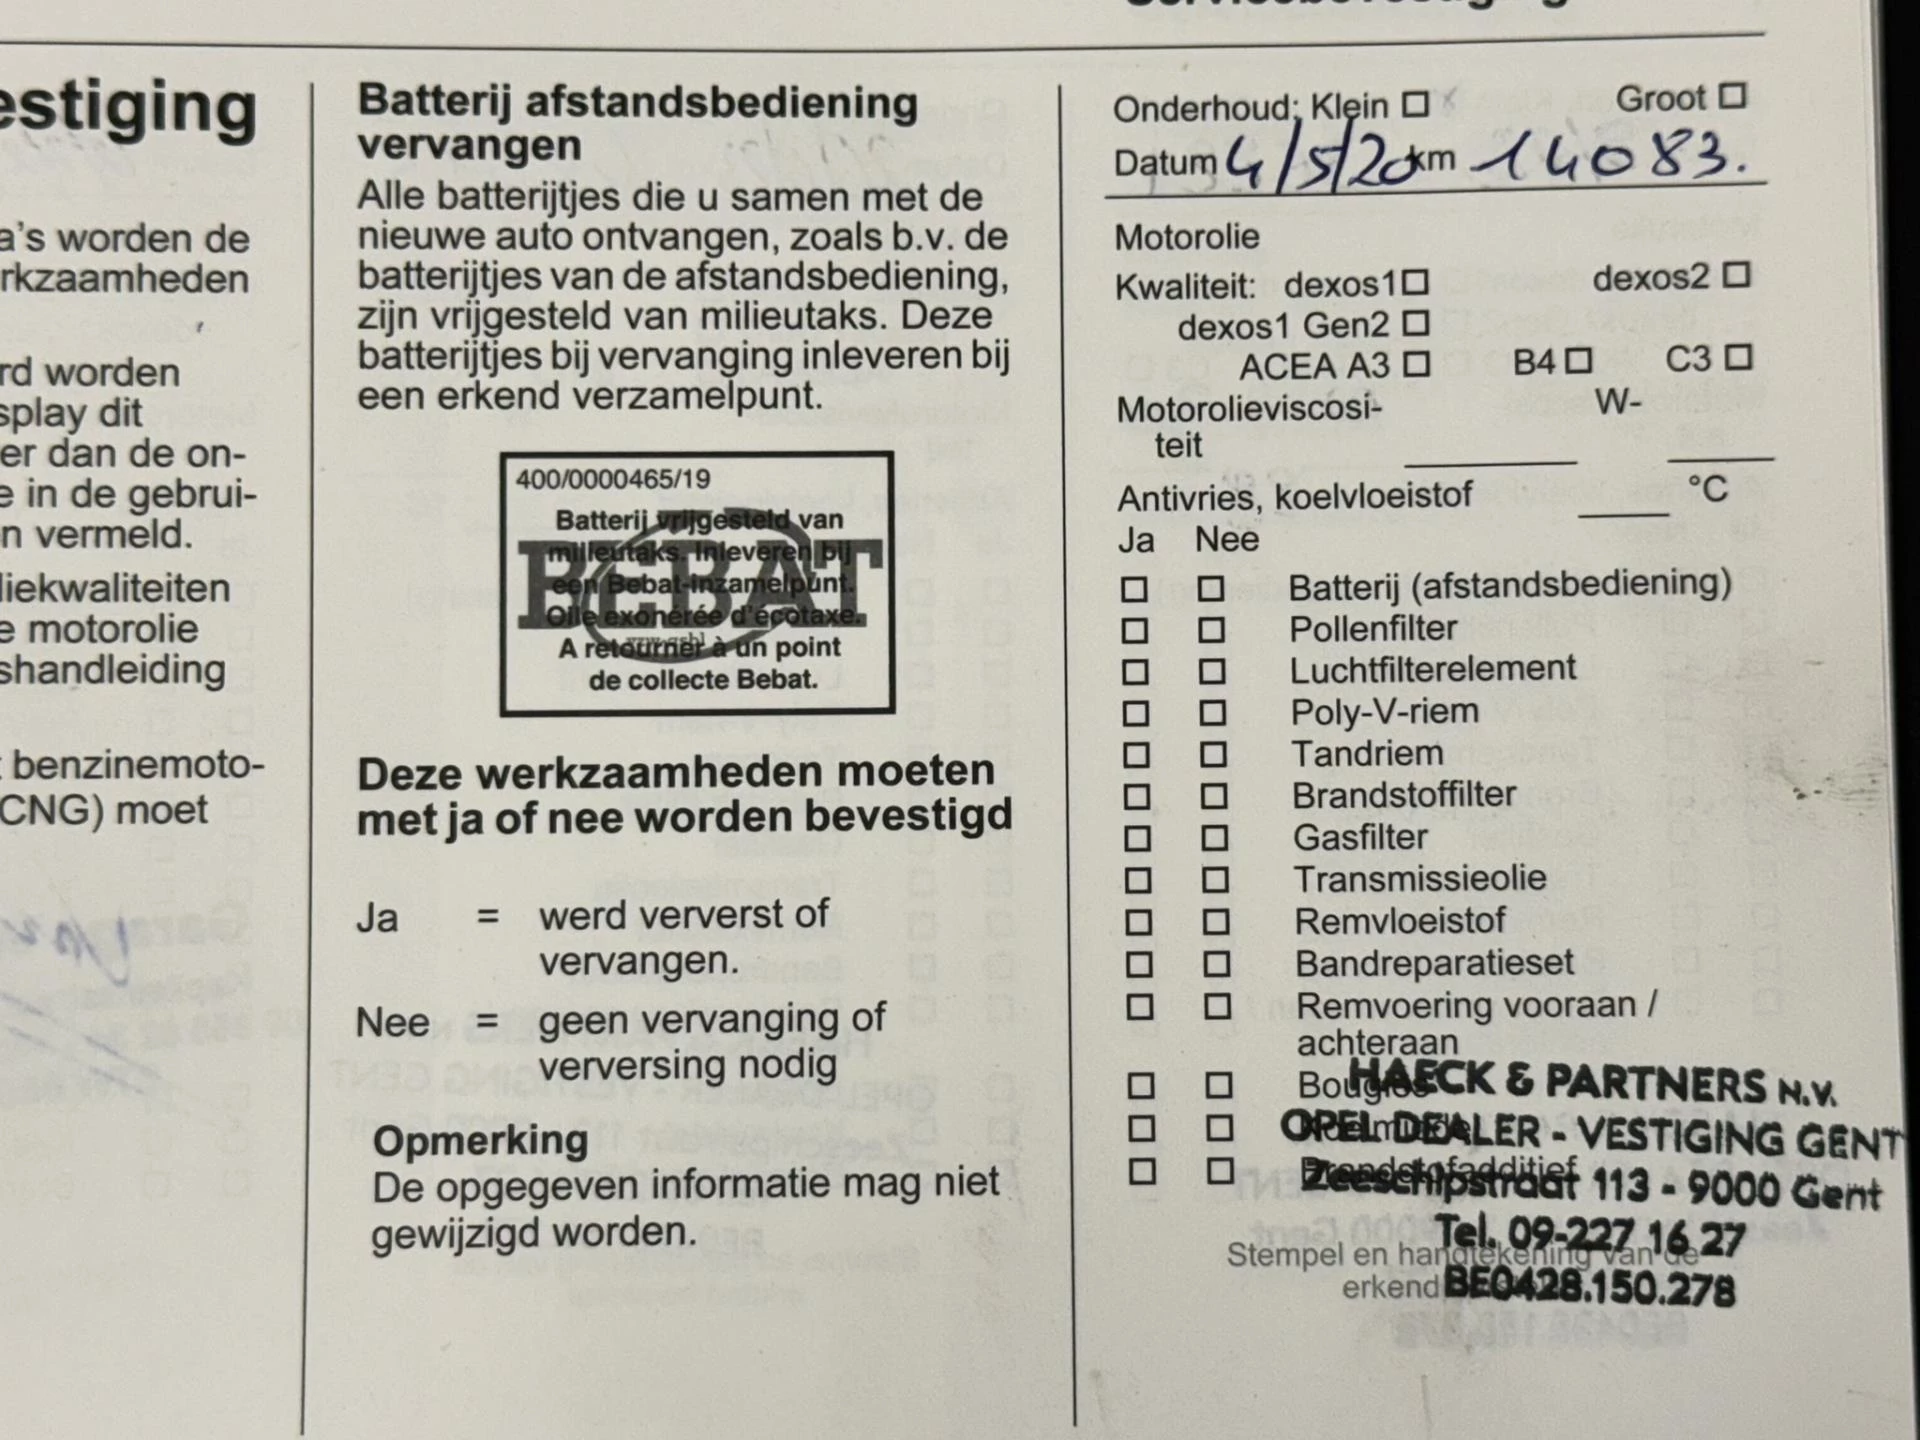 Servicebevestiging
estiging
a's worden de
rkzaamheden
rd worden
splay dit
er dan de on-
e in de gebrui-
n vermeld.
liekwaliteiten
e motorolie
shandleiding
benzinemoto-
CNG) moet
Batterij afstandsbediening
vervangen
Alle batterijtjes die u samen met de
nieuwe auto ontvangen, zoals b.v. de
batterijtjes van de afstandsbediening,
zijn vrijgesteld van milieutaks. Deze
batterijtjes bij vervanging inleveren bij
een erkend verzamelpunt.
400/0000465/19
BEBAT
Batterij vrijgesteld van
milieutaks. Inleveren bij
een Bebat-inzamelpunt.
Oile exonérée d'écotaxe.
A retourner à un point
de collecte Bebat.
Deze werkzaamheden moeten
met ja of nee worden bevestigd
Ja = werd ververst of
vervangen.
Nee = geen vervanging of
verversing nodig
Opmerking
De opgegeven informatie mag niet
gewijzigd worden.
Onderhoud: Klein □ Groot □
Datum 4/5/20 km 14083.
Motorolie
Kwaliteit: dexos1 □ dexos2 □
dexos1 Gen2 □
ACEA A3 □ B4 □ C3 □
Motorolieviscosi- W-
teit
Antivries, koelvloeistof °C
Ja Nee
□ □ Batterij (afstandsbediening)
□ □ Pollenfilter
□ □ Luchtfilterelement
□ □ Poly-V-riem
□ □ Tandriem
□ □ Brandstoffilter
□ □ Gasfilter
□ □ Transmissieolie
□ □ Remvloeistof
□ □ Bandreparatieset
□ □ Remvoering vooraan /
achteraan
□ □ Bougies
□ □ Koelmiddel
□ □ Brandstofadditief
HAECK & PARTNERS N.V.
OPEL DEALER - VESTIGING GENT
Zeeschipstraat 113 - 9000 Gent
Tel. 09-227 16 27
BE0428.150.278
Stempel en handtekening van de
erkend